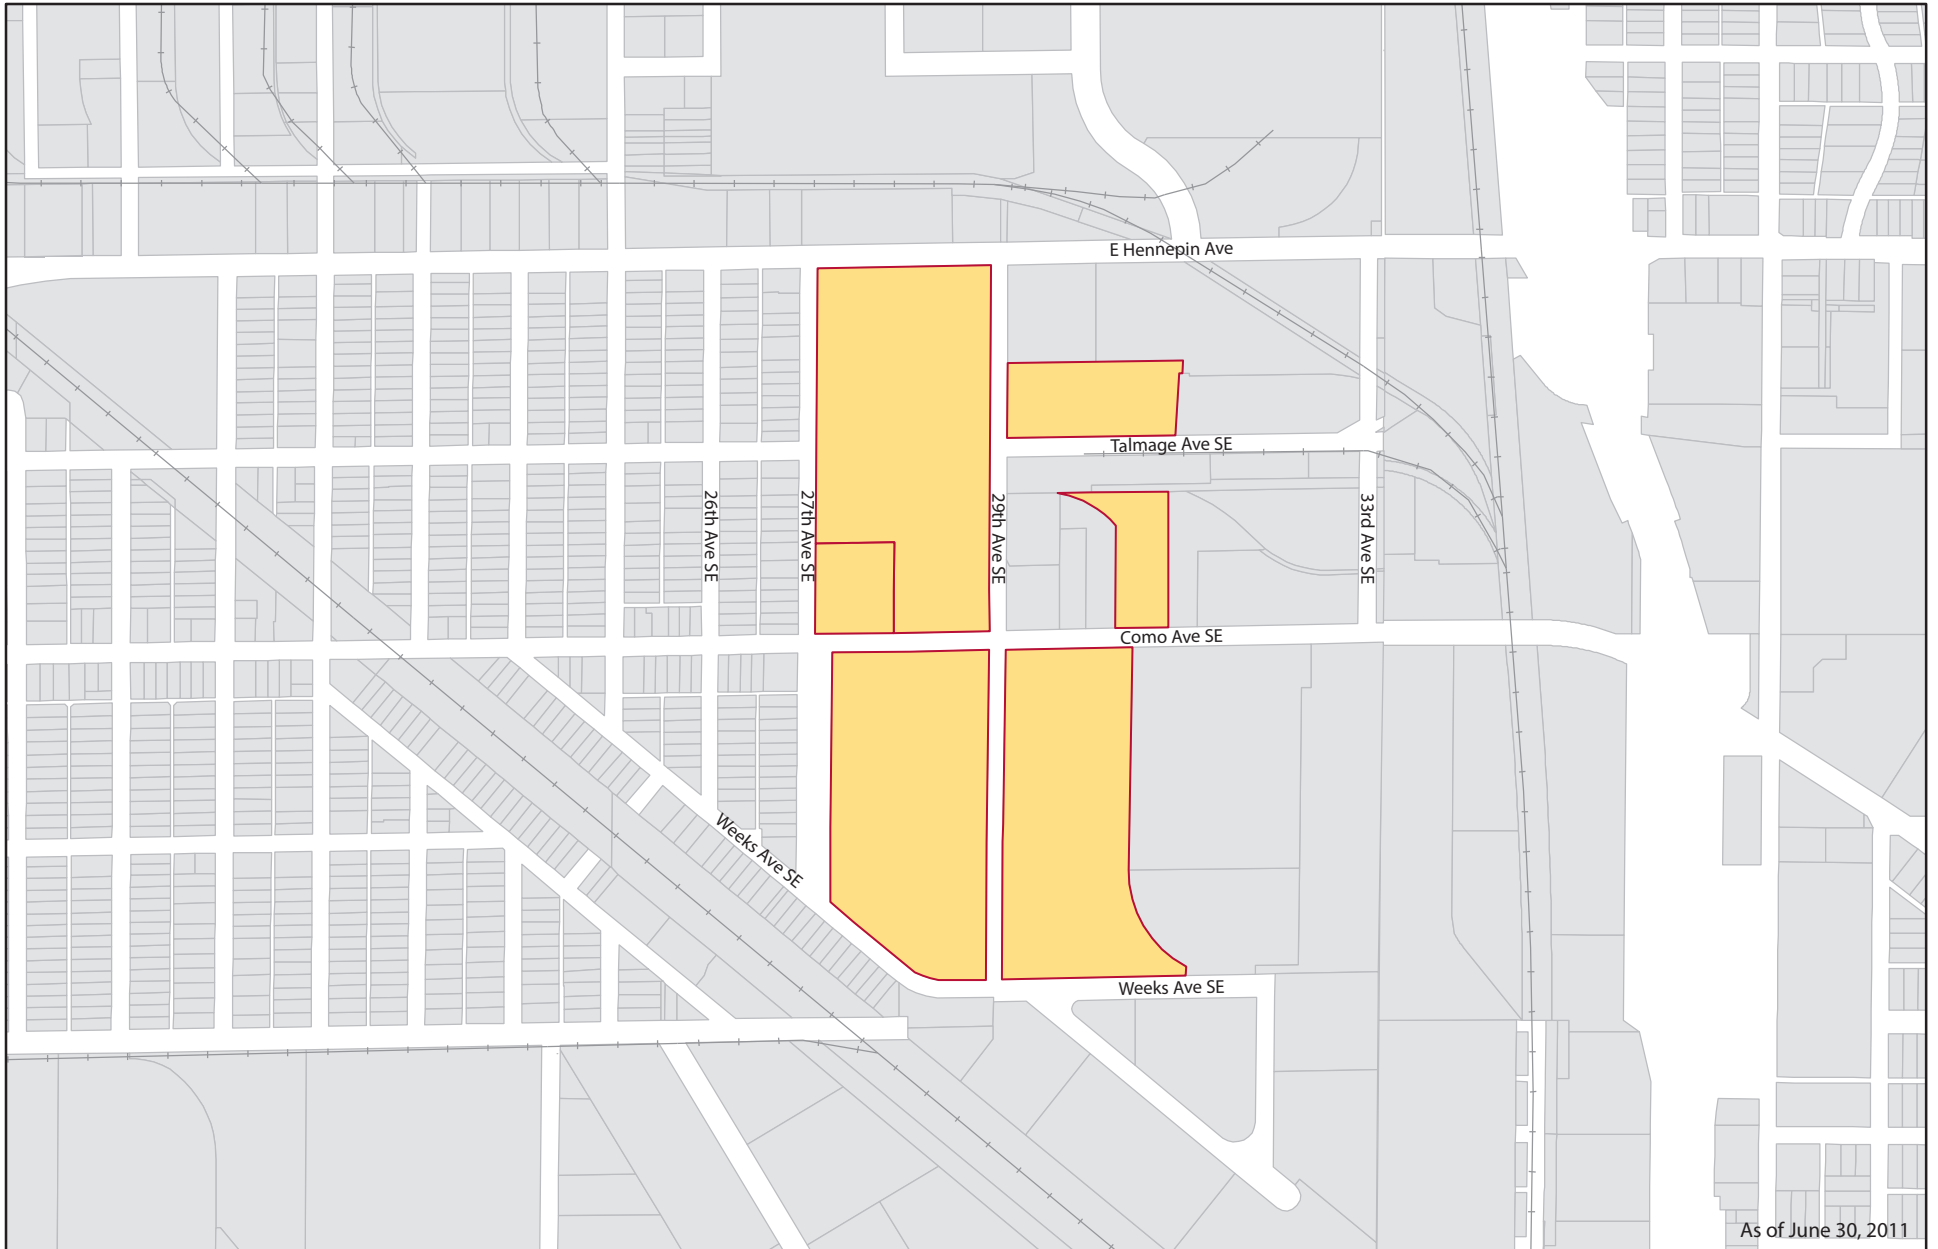 E Hennepin Ave
Talmage Ave SE
26th Ave SE
27th Ave SE
29th Ave SE
33rd Ave SE
Como Ave SE
Weeks Ave SE
Weeks Ave SE
As of June 30, 2011